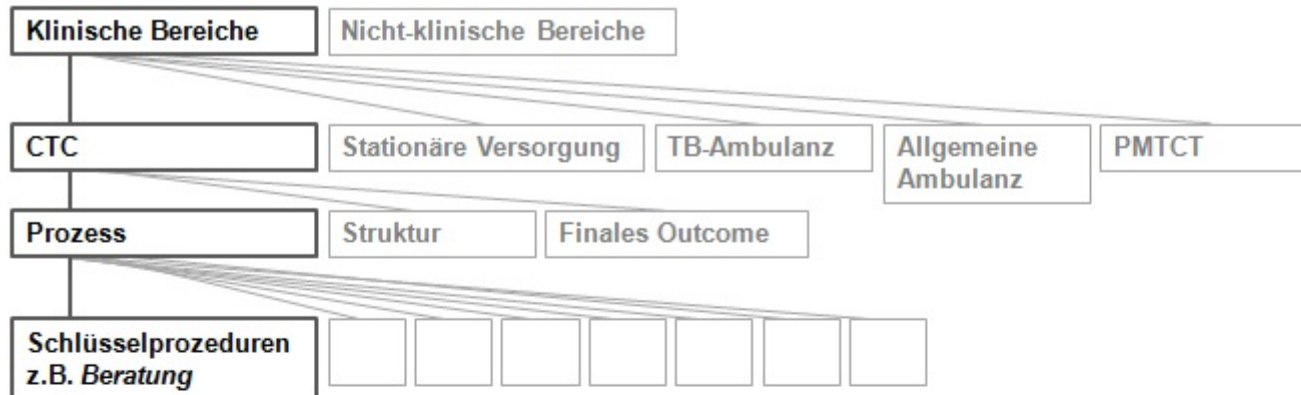 Klinische Bereiche
Nicht-klinische Bereiche
CTC
Stationäre Versorgung
TB-Ambulanz
Allgemeine
Ambulanz
PMTCT
Prozess
Struktur
Finales Outcome
Schlüsselprozeduren
z.B. Beratung